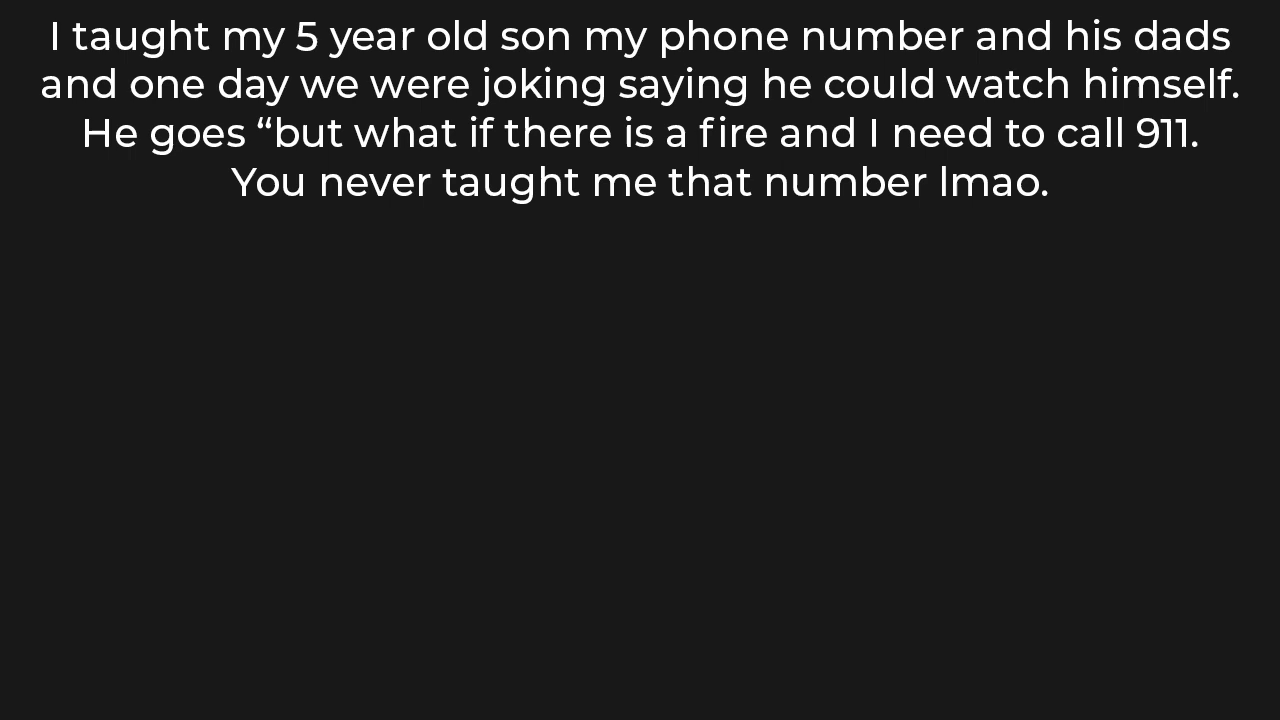 I taught my 5 year old son my phone number and his dads
and one day we were joking saying he could watch himself.
He goes “but what if there is a fire and I need to call 911.
You never taught me that number lmao.